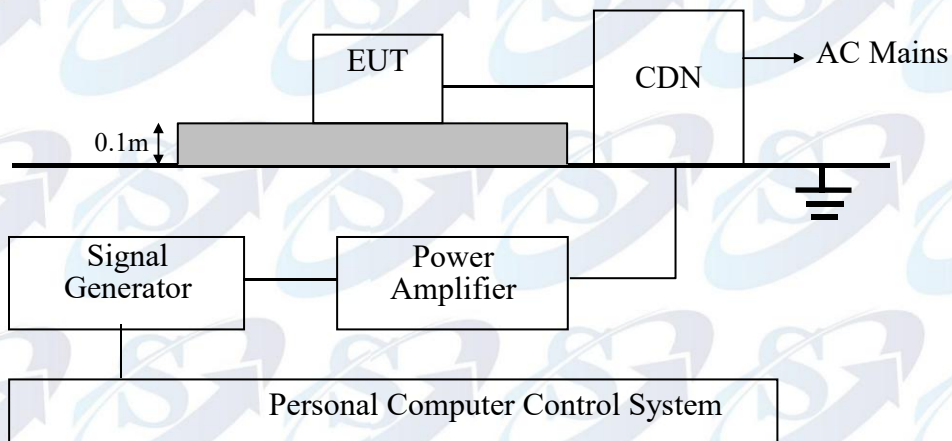 EUT
CDN
AC Mains
0.1m
Signal
Generator
Power
Amplifier
Personal Computer Control System